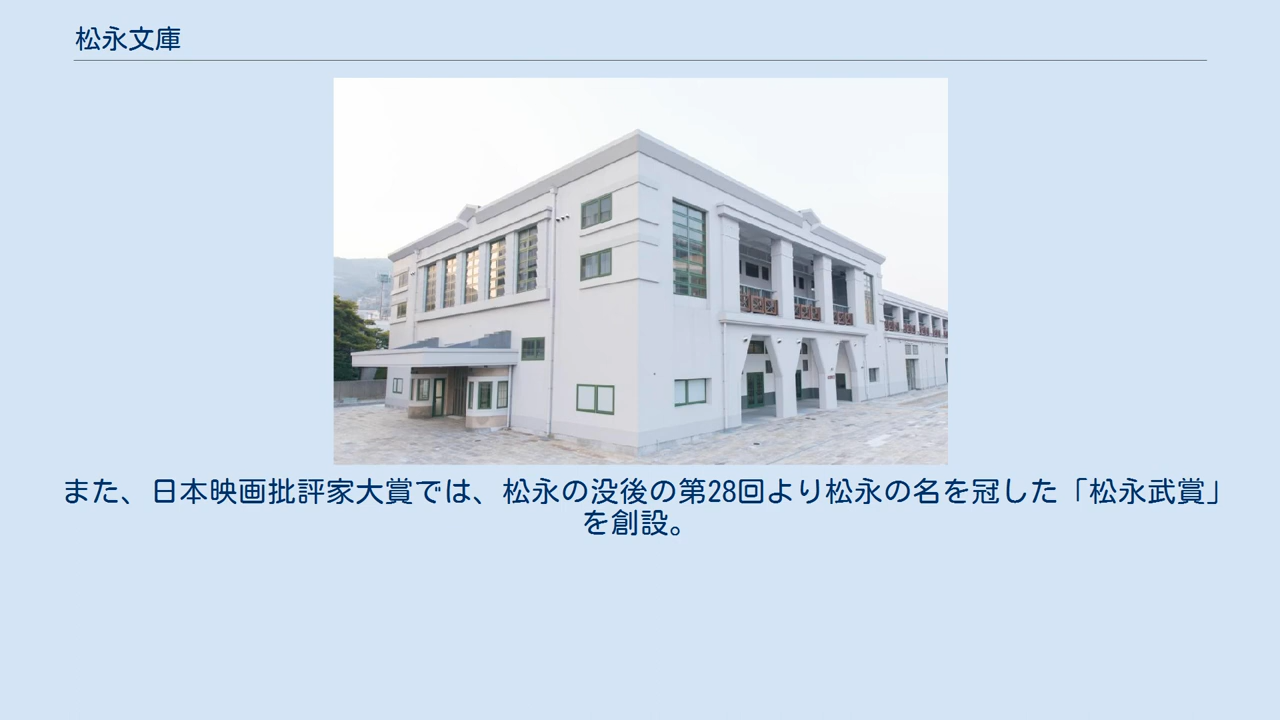 松永文庫
また、日本映画批評家大賞では、松永の没後の第28回より松永の名を冠した「松永武賞」
を創設。